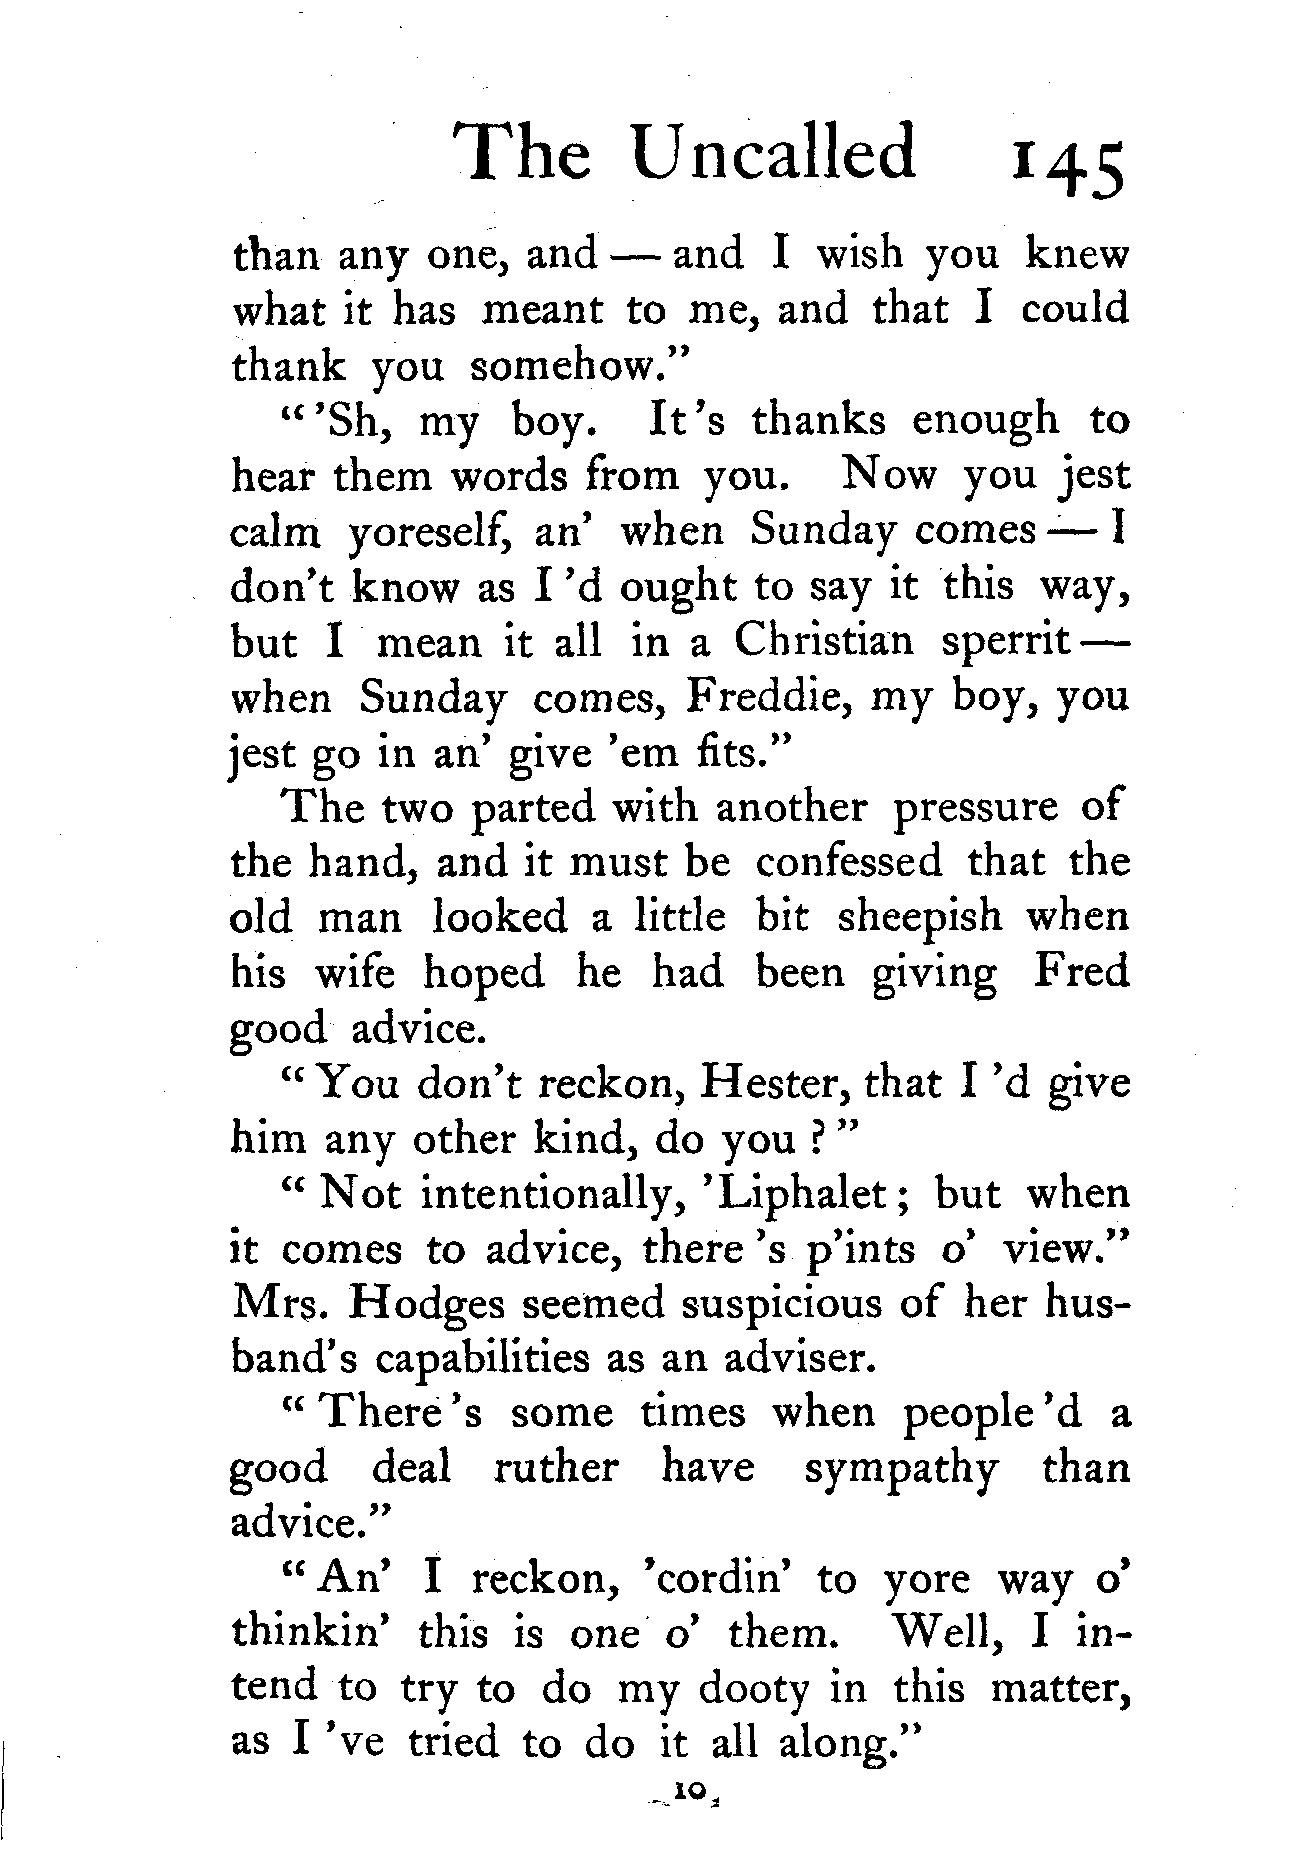 The Uncalled 145
than any one, and — and I wish you knew
what it has meant to me, and that I could
thank you somehow."
"'Sh, my boy. It's thanks enough to
hear them words from you. Now you jest
calm yoreself, an' when Sunday comes — I
don't know as I'd ought to say it this way,
but I mean it all in a Christian sperrit —
when Sunday comes, Freddie, my boy, you
jest go in an' give 'em fits."
The two parted with another pressure of
the hand, and it must be confessed that the
old man looked a little bit sheepish when
his wife hoped he had been giving Fred
good advice.
"You don't reckon, Hester, that I'd give
him any other kind, do you?"
"Not intentionally, 'Liphalet; but when
it comes to advice, there's p'ints o' view."
Mrs. Hodges seemed suspicious of her hus-
band's capabilities as an adviser.
"There's some times when people'd a
good deal ruther have sympathy than
advice."
"An' I reckon, 'cordin' to yore way o'
thinkin' this is one o' them. Well, I in-
tend to try to do my dooty in this matter,
as I've tried to do it all along."
10